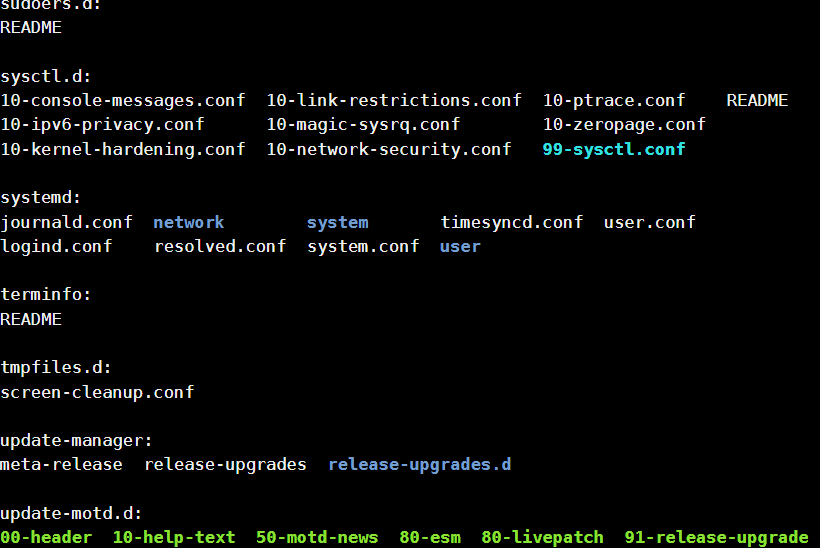 sudoers.d:
README
sysctl.d:
10-console-messages.conf  10-link-restrictions.conf  10-ptrace.conf    README
10-ipv6-privacy.conf      10-magic-sysrq.conf        10-zeropage.conf
10-kernel-hardening.conf  10-network-security.conf   99-sysctl.conf
systemd:
journald.conf  network        system       timesyncd.conf  user.conf
logind.conf    resolved.conf  system.conf  user
terminfo:
README
tmpfiles.d:
screen-cleanup.conf
update-manager:
meta-release  release-upgrades  release-upgrades.d
update-motd.d:
00-header  10-help-text  50-motd-news  80-esm  80-livepatch  91-release-upgrade